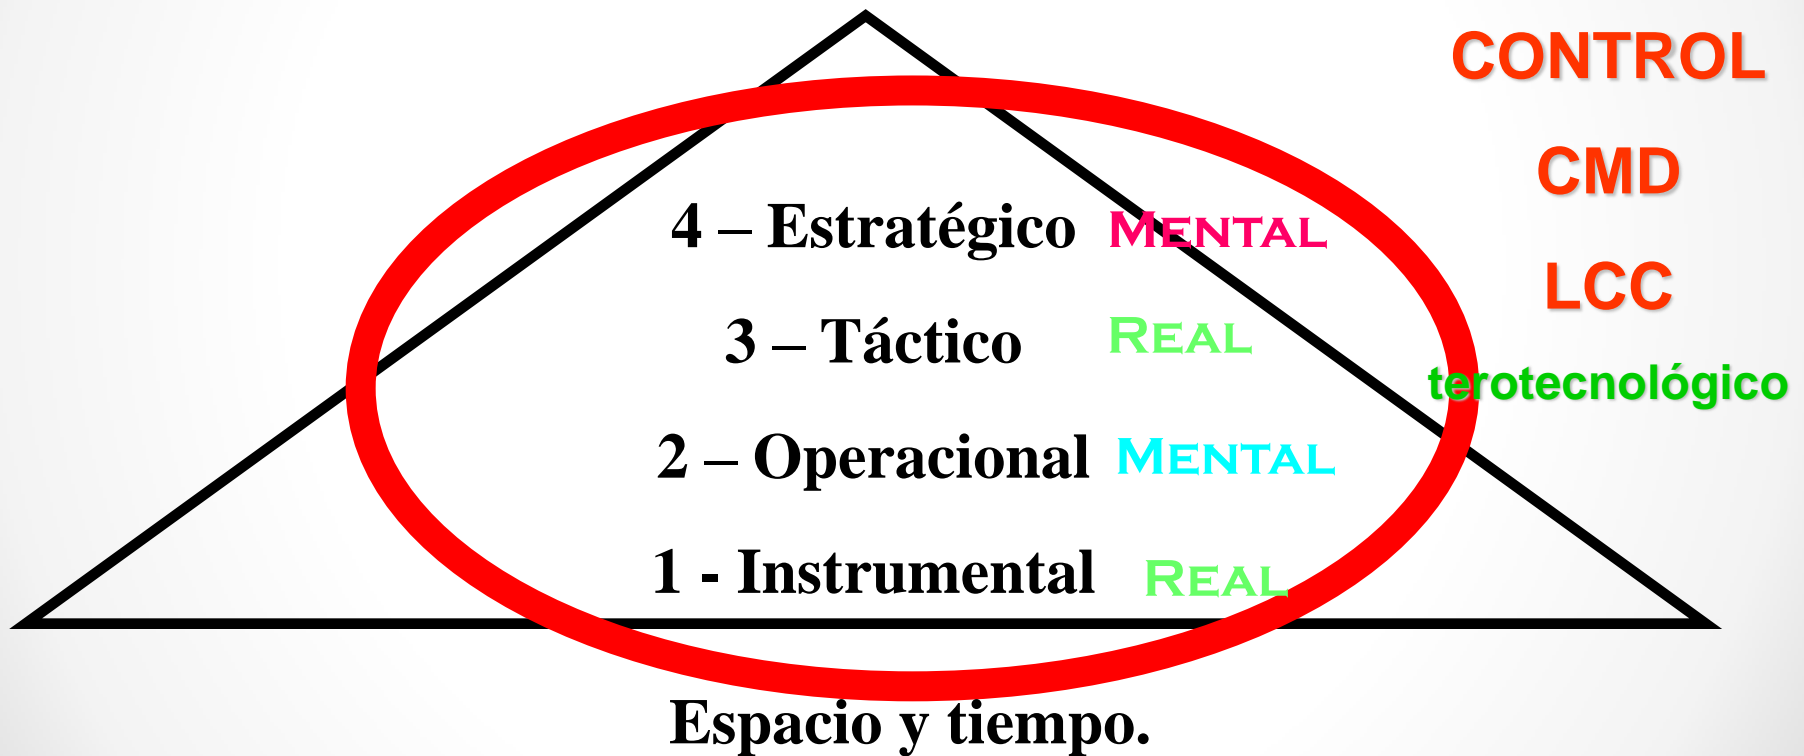 CONTROL
CMD
4 – Estratégico MENTAL
LCC
3 – Táctico REAL
terotecnológico
2 – Operacional MENTAL
1 - Instrumental REAL
Espacio y tiempo.